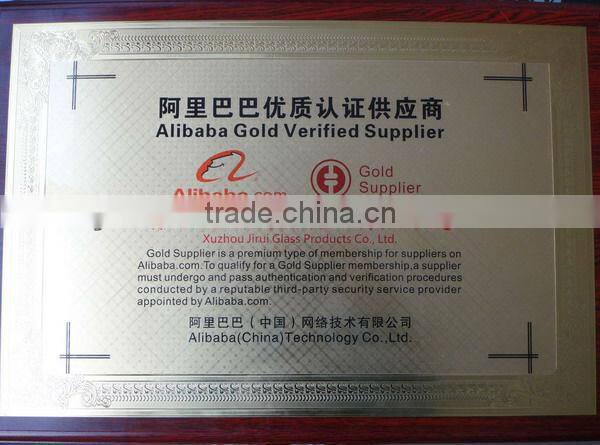 阿里巴巴优质认证供应商
Alibaba Gold Verified Supplier
Alibaba.com
Gold
Supplier
trade.china.cn
Xuzhou Jirui Glass Products Co., Ltd.
Gold Supplier is a premium type of membership for suppliers on
Alibaba.com.To qualify for a Gold Supplier membership,a supplier
must undergo and pass authentication and verification procedures
conducted by a reputable third-party security service provider
appointed by Alibaba.com.
阿里巴巴（中国）网络技术有限公司
Alibaba(China)Technology Co.,Ltd.